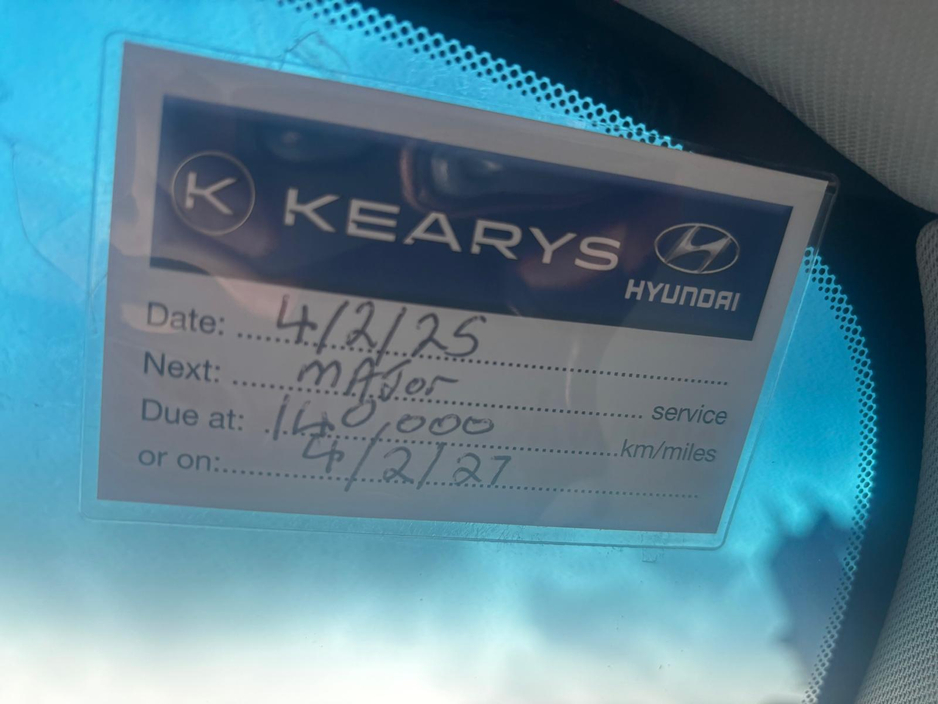 K KEARYS
HYUNDAI
Date: 4/2/25
Next: MAJor service
Due at: 140,000 km/miles
or on: 4/2/27